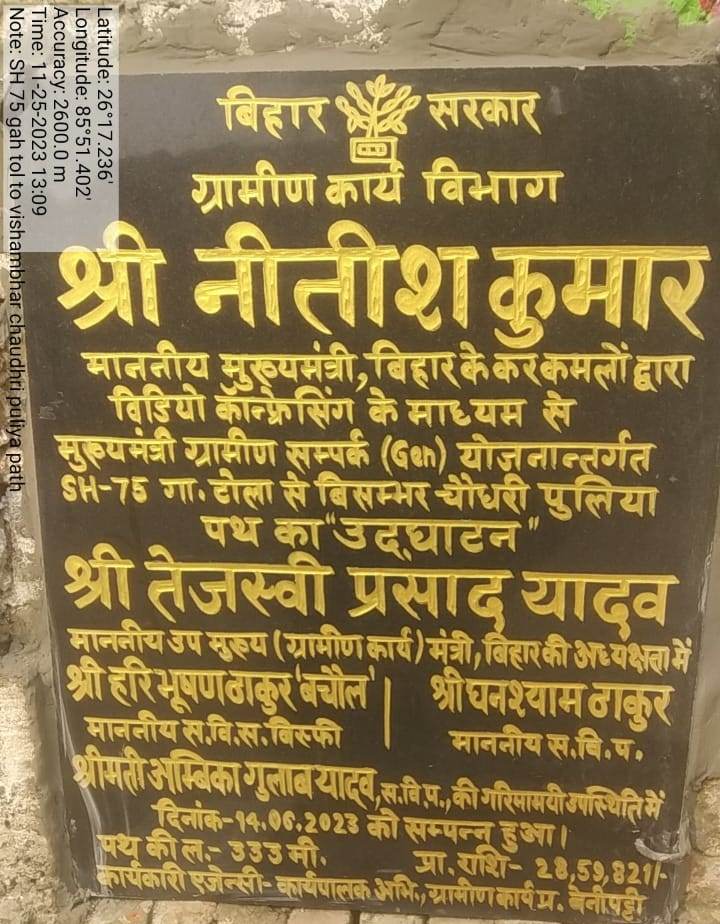 Latitude: 26°17.236'
Longitude: 85°51.402'
Accuracy: 2600.0 m
Time: 11-25-2023 13:09
Note: SH 75 gah tol to vishambhar chaudhri puliya path
बिहार सरकार
ग्रामीण कार्य विभाग
श्री नीतीश कुमार
माननीय मुख्यमंत्री, बिहार के कर कमलों द्वारा
विडियो कॉन्फ्रेसिंग के माध्यम से
मुख्यमंत्री ग्रामीण सम्पर्क (Gen) योजनान्तर्गत
SH-75 गा. टोला से बिसम्भर चौधरी पुलिया
पथ का "उद्घाटन"
श्री तेजस्वी प्रसाद यादव
माननीय उप मुख्य (ग्रामीण कार्य) मंत्री, बिहार की अध्यक्षता में
श्री हरि भूषण ठाकुर 'बचौल' | श्री घनश्याम ठाकुर
माननीय स.वि.स. बिस्फी | माननीय स.वि.प.
श्रीमती अम्बिका गुलाब यादव, स.वि.प., की गरिमामयी उपस्थिति में
दिनांक-14.06.2023 को सम्पन्न हुआ।
पथ की ल.- 333 मी. प्रा. राशि- 28,59,821/-
कार्यकारी एजेन्सी- कार्यपालक अभि., ग्रामीण कार्य प्र. बेनीपट्टी